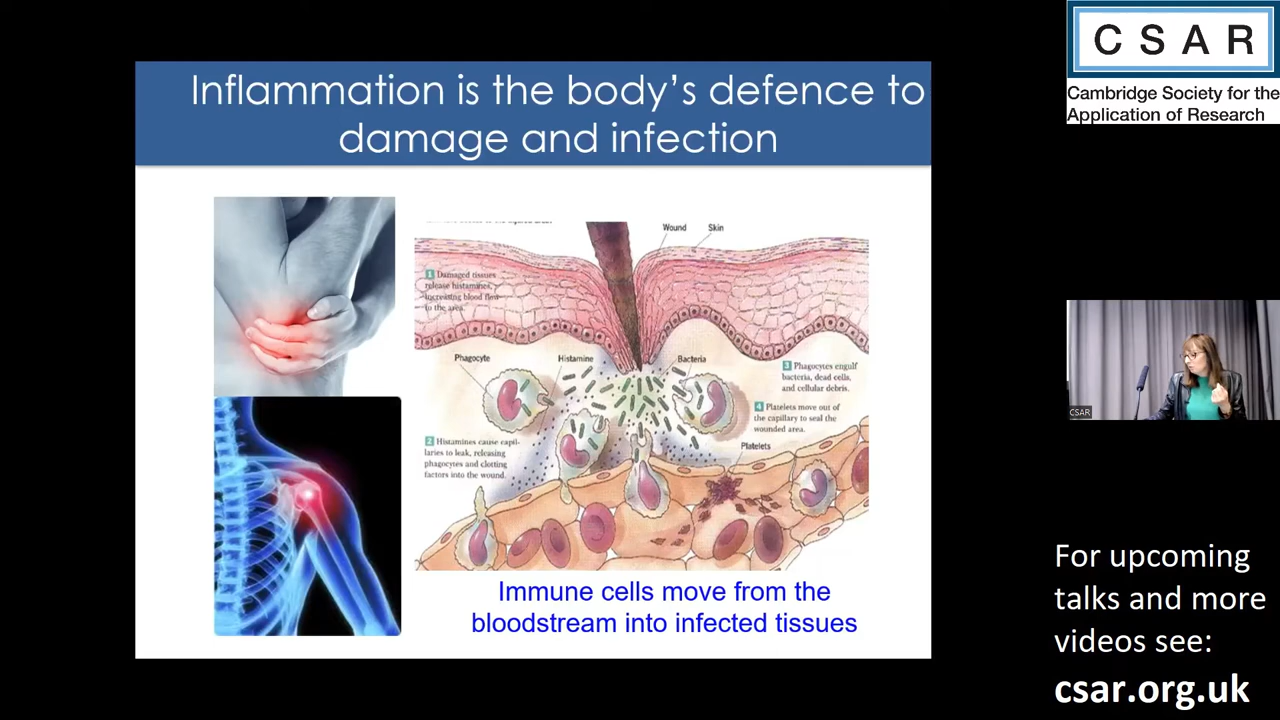 Inflammation is the body's defence to
damage and infection
Wound
Skin
1 Damaged tissues
release histamines,
increasing blood flow
to the area.
Phagocyte
Histamine
Bacteria
3 Phagocytes engulf
bacteria, dead cells,
and cellular debris.
4 Platelets move out of
the capillary to seal the
wounded area.
2 Histamines cause capil-
laries to leak, releasing
phagocytes and clotting
factors into the wound.
Platelets
Immune cells move from the
bloodstream into infected tissues
CSAR
Cambridge Society for the
Application of Research
CSAR
For upcoming
talks and more
videos see:
csar.org.uk